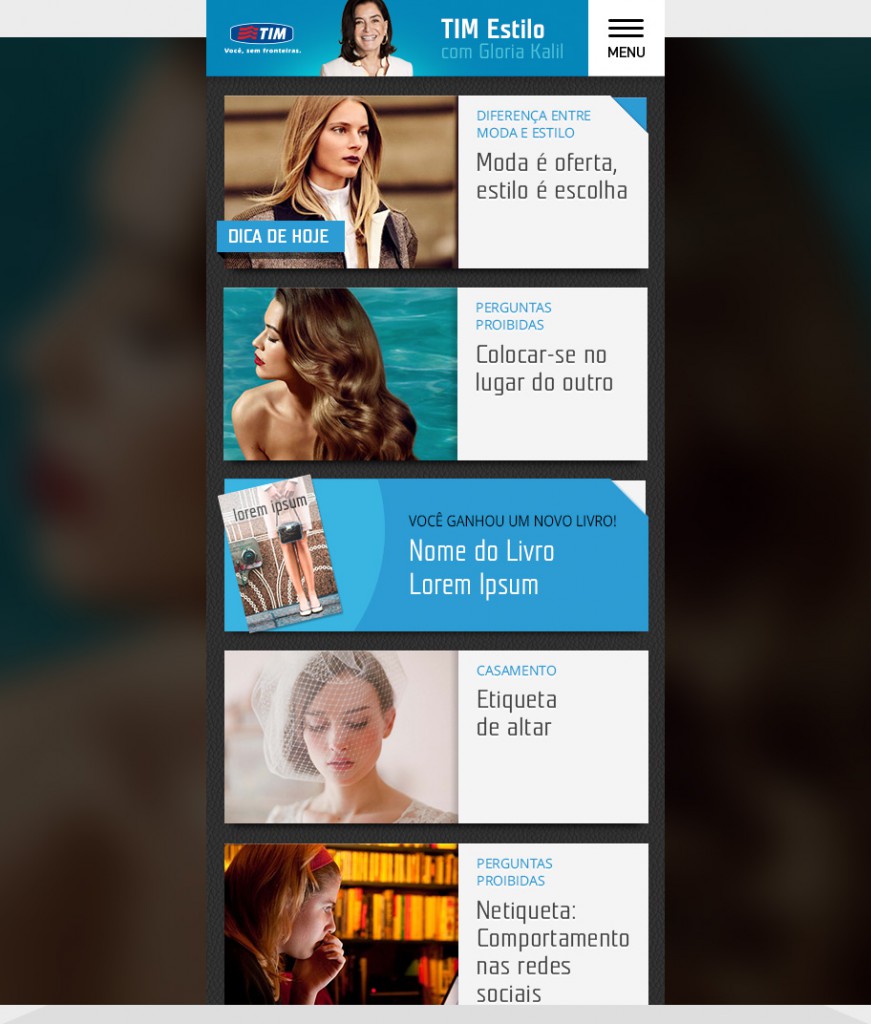 TIM
Você, sem fronteiras.
TIM Estilo
com Gloria Kalil
MENU
DIFERENÇA ENTRE
MODA E ESTILO
Moda é oferta,
estilo é escolha
DICA DE HOJE
PERGUNTAS
PROIBIDAS
Colocar-se no
lugar do outro
lorem ipsum
VOCÊ GANHOU UM NOVO LIVRO!
Nome do Livro
Lorem Ipsum
CASAMENTO
Etiqueta
de altar
PERGUNTAS
PROIBIDAS
Netiqueta:
Comportamento
nas redes
sociais